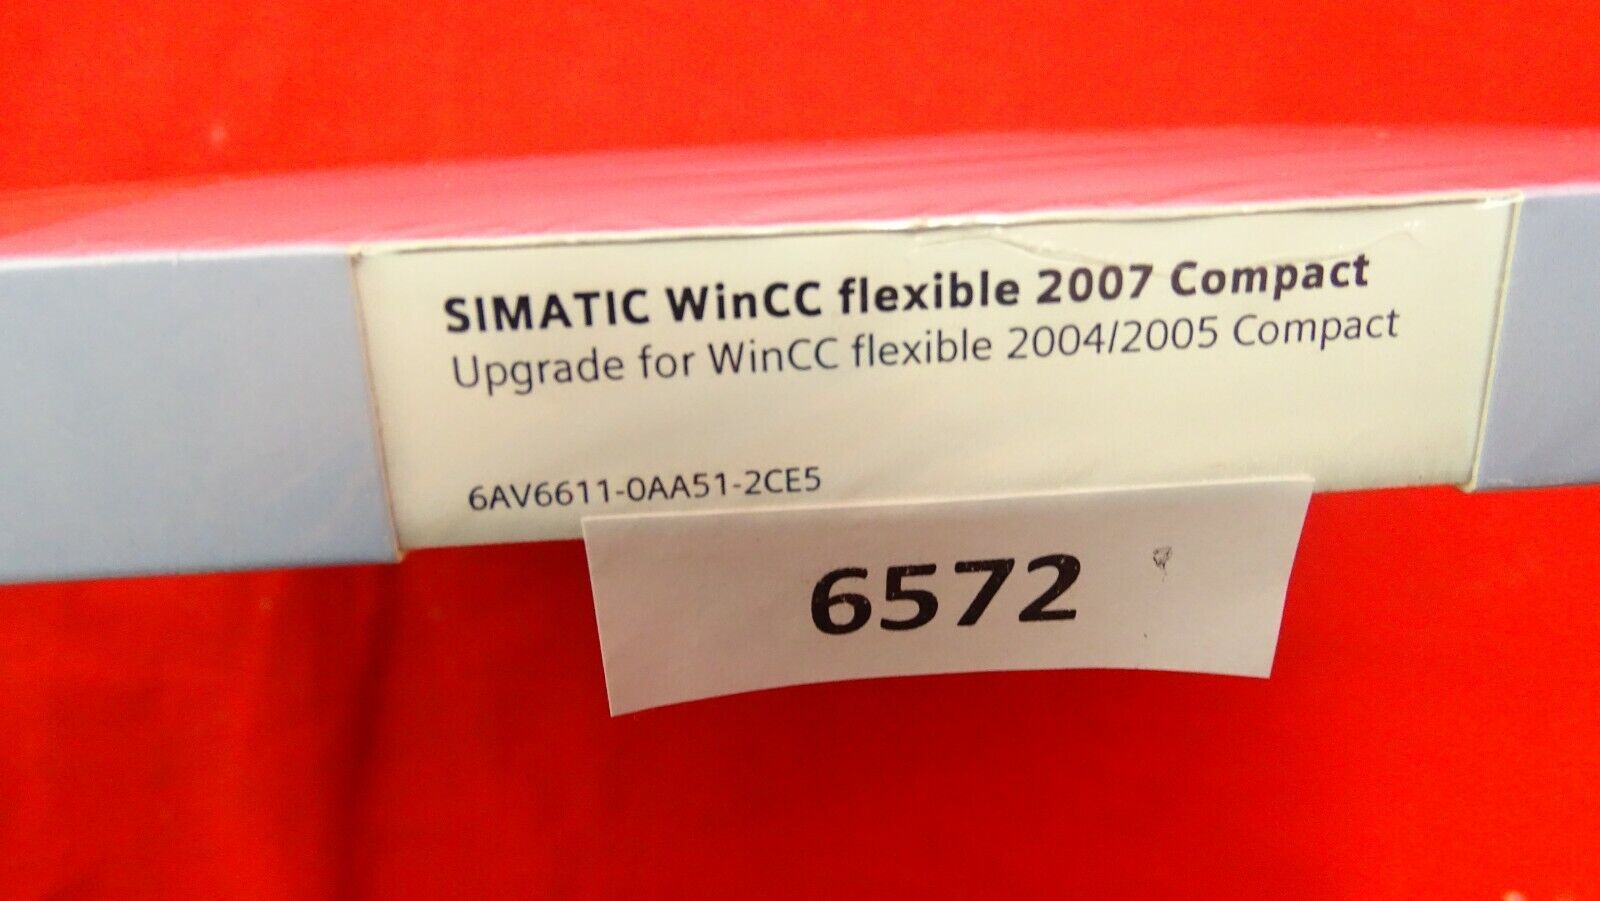 SIMATIC WinCC flexible 2007 Compact
Upgrade for WinCC flexible 2004/2005 Compact
6AV6611-0AA51-2CE5
6572